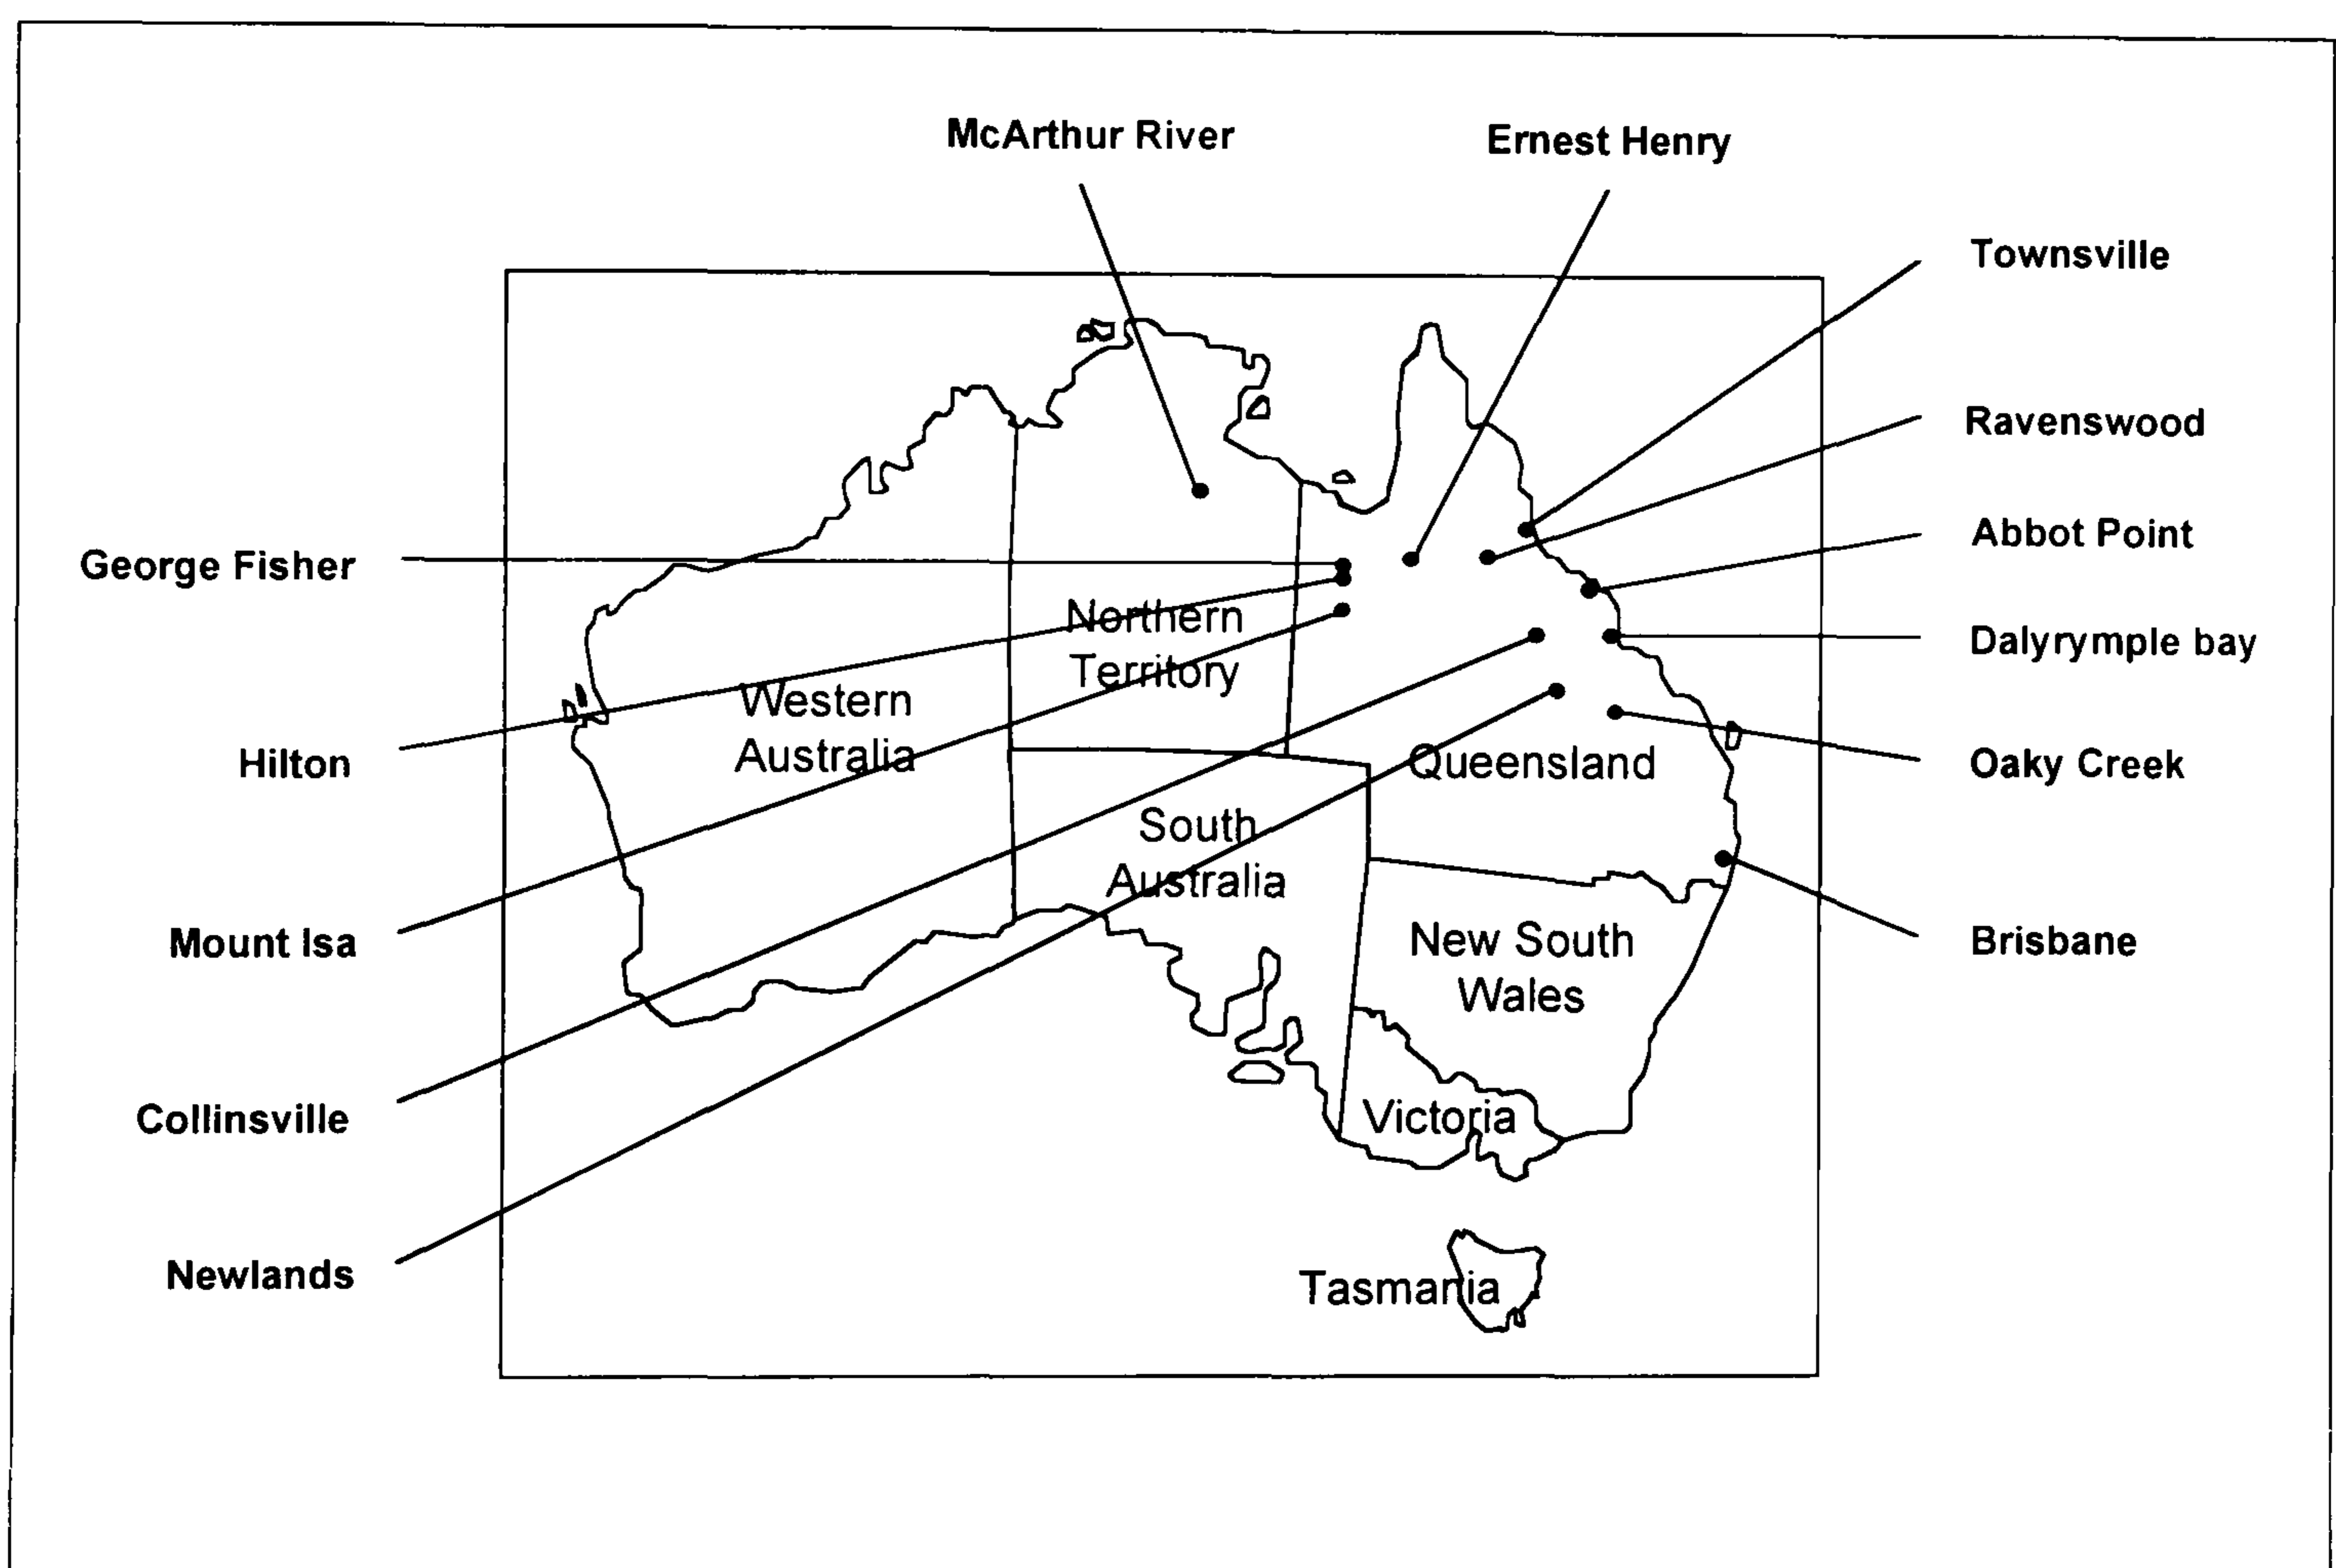 McArthur River
Ernest Henry
Townsville
Ravenswood
Abbot Point
George Fisher
Northern
Territory
Dalyrymple bay
Western
Australia
Hilton
Queensland
Oaky Creek
South
Australia
Mount Isa
New South
Wales
Brisbane
Collinsville
Victoria
Newlands
Tasmania